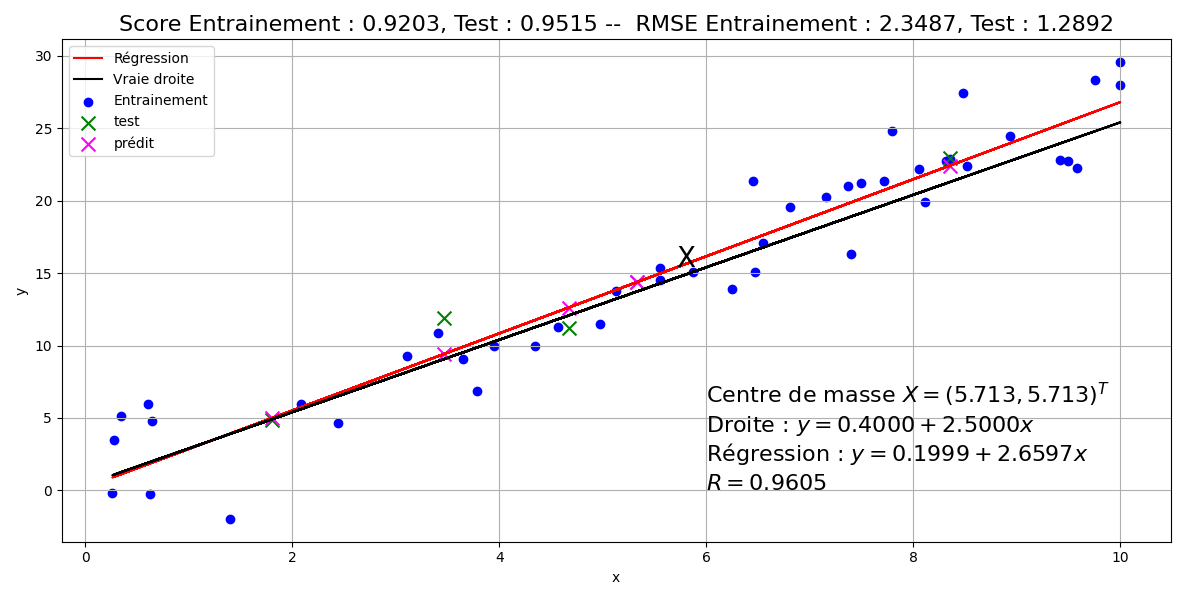 Score Entrainement : 0.9203, Test : 0.9515 --  RMSE Entrainement : 2.3487, Test : 1.2892
Régression
Vraie droite
Entrainement
test
prédit
30
25
20
15
10
5
0
y
X
Centre de masse X = (5.713, 5.713)^T
Droite : y = 0.4000 + 2.5000x
Régression : y = 0.1999 + 2.6597x
R = 0.9605
0 2 4 6 8 10
x